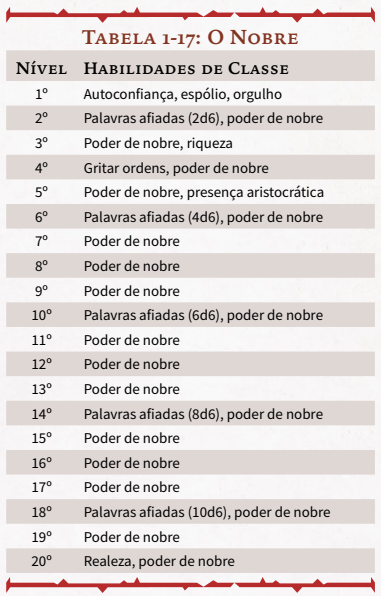 Tabela 1-17: O Nobre
Nível Habilidades de Classe
1º Autoconfiança, espólio, orgulho
2º Palavras afiadas (2d6), poder de nobre
3º Poder de nobre, riqueza
4º Gritar ordens, poder de nobre
5º Poder de nobre, presença aristocrática
6º Palavras afiadas (4d6), poder de nobre
7º Poder de nobre
8º Poder de nobre
9º Poder de nobre
10º Palavras afiadas (6d6), poder de nobre
11º Poder de nobre
12º Poder de nobre
13º Poder de nobre
14º Palavras afiadas (8d6), poder de nobre
15º Poder de nobre
16º Poder de nobre
17º Poder de nobre
18º Palavras afiadas (10d6), poder de nobre
19º Poder de nobre
20º Realeza, poder de nobre